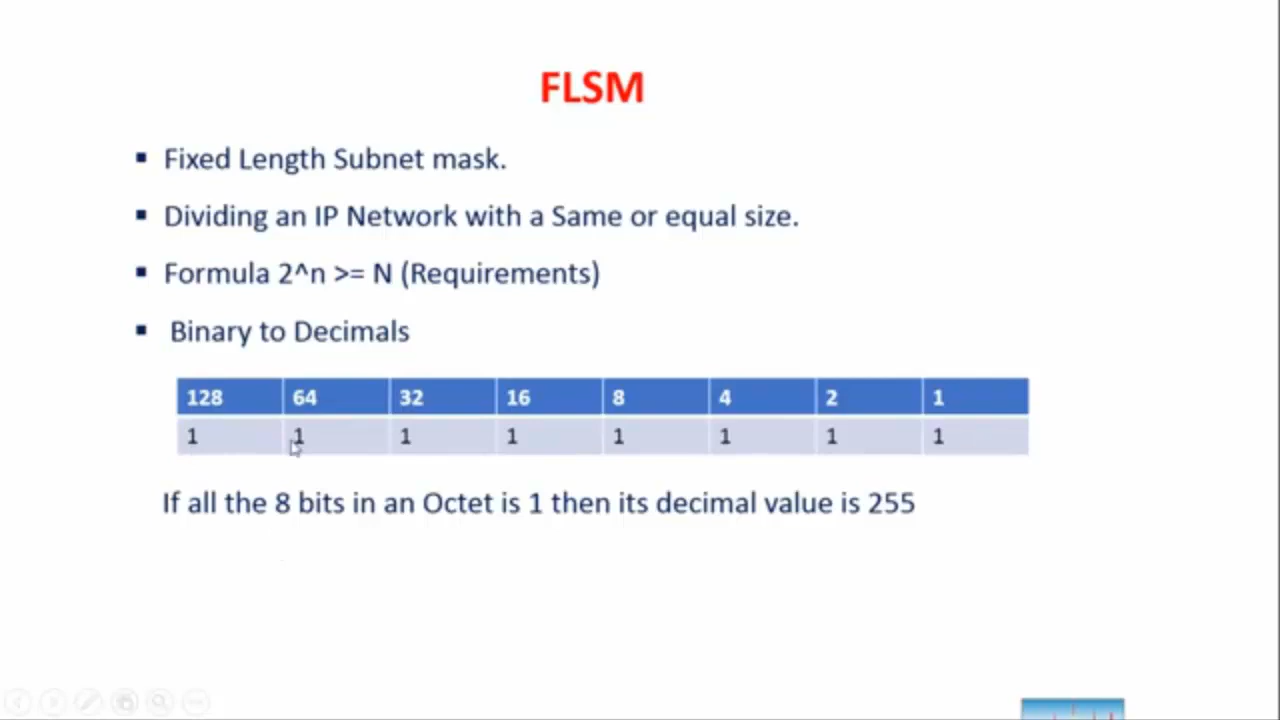 FLSM
▪ Fixed Length Subnet mask.
▪ Dividing an IP Network with a Same or equal size.
▪ Formula 2^n >= N (Requirements)
▪ Binary to Decimals
128 64 32 16 8 4 2 1
1 1 1 1 1 1 1 1
If all the 8 bits in an Octet is 1 then its decimal value is 255